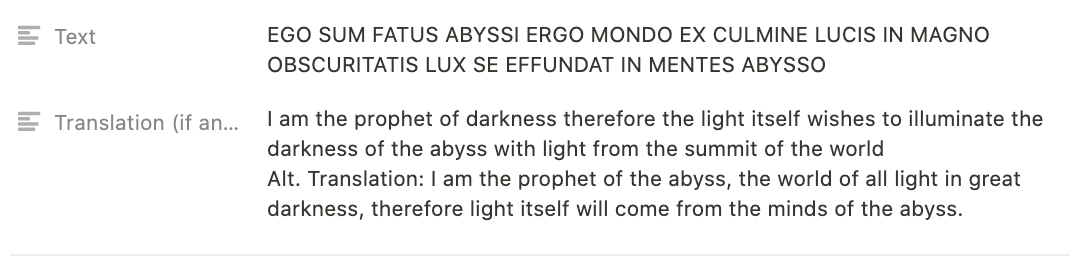 Text
EGO SUM FATUS ABYSSI ERGO MONDO EX CULMINE LUCIS IN MAGNO
OBSCURITATIS LUX SE EFFUNDAT IN MENTES ABYSSO
Translation (if an...
I am the prophet of darkness therefore the light itself wishes to illuminate the
darkness of the abyss with light from the summit of the world
Alt. Translation: I am the prophet of the abyss, the world of all light in great
darkness, therefore light itself will come from the minds of the abyss.